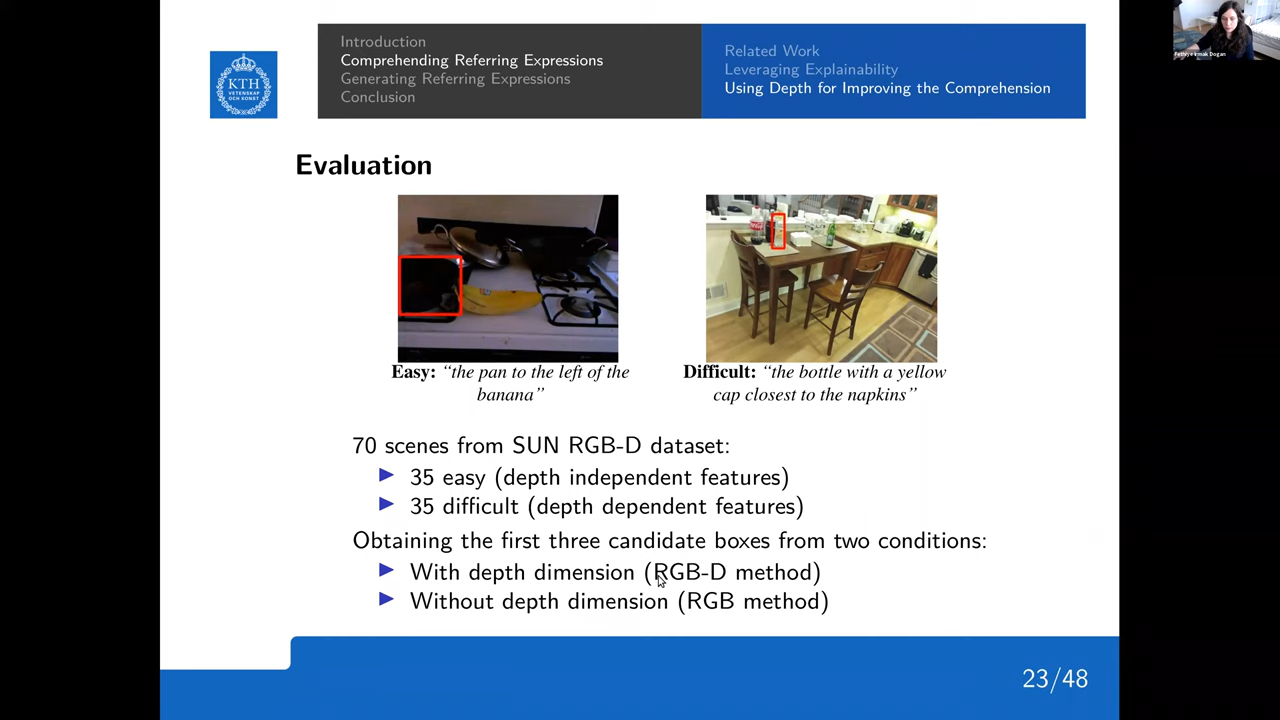 Introduction
Comprehending Referring Expressions
Generating Referring Expressions
Conclusion
Related Work
Leveraging Explainability
Using Depth for Improving the Comprehension
KTH
VETENSKAP
OCH KONST
Evaluation
Easy: “the pan to the left of the
banana”
Difficult: “the bottle with a yellow
cap closest to the napkins”
70 scenes from SUN RGB-D dataset:
35 easy (depth independent features)
35 difficult (depth dependent features)
Obtaining the first three candidate boxes from two conditions:
With depth dimension (RGB-D method)
Without depth dimension (RGB method)
23/48
Dogan